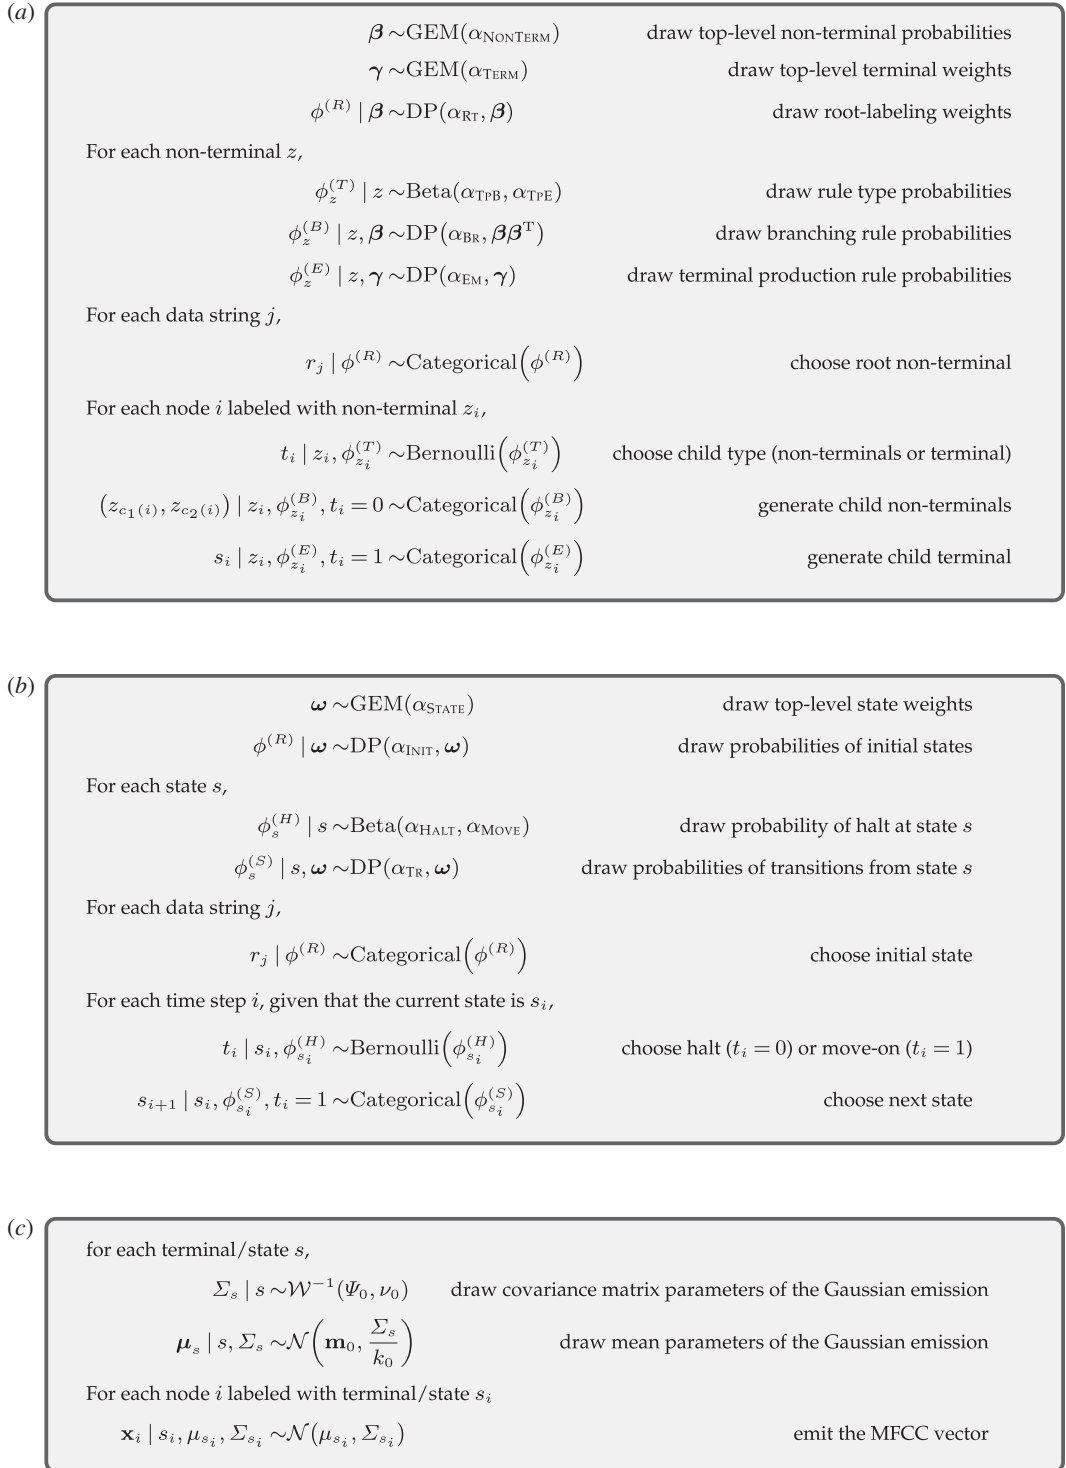 (a)
β ~ GEM(α_NONTERM) draw top-level non-terminal probabilities
γ ~ GEM(α_TERM) draw top-level terminal weights
ϕ^(R) | β ~ DP(α_RT, β) draw root-labeling weights
For each non-terminal z,
ϕ_z^(T) | z ~ Beta(α_TPB, α_TPE) draw rule type probabilities
ϕ_z^(B) | z, β ~ DP(α_BR, ββ^T) draw branching rule probabilities
ϕ_z^(E) | z, γ ~ DP(α_EM, γ) draw terminal production rule probabilities
For each data string j,
r_j | ϕ^(R) ~ Categorical(ϕ^(R)) choose root non-terminal
For each node i labeled with non-terminal z_i,
t_i | z_i, ϕ_{z_i}^(T) ~ Bernoulli(ϕ_{z_i}^(T)) choose child type (non-terminals or terminal)
(z_{c_1(i)}, z_{c_2(i)}) | z_i, ϕ_{z_i}^(B), t_i = 0 ~ Categorical(ϕ_{z_i}^(B)) generate child non-terminals
s_i | z_i, ϕ_{z_i}^(E), t_i = 1 ~ Categorical(ϕ_{z_i}^(E)) generate child terminal
(b)
ω ~ GEM(α_STATE) draw top-level state weights
ϕ^(R) | ω ~ DP(α_INIT, ω) draw probabilities of initial states
For each state s,
ϕ_s^(H) | s ~ Beta(α_HALT, α_MOVE) draw probability of halt at state s
ϕ_s^(S) | s, ω ~ DP(α_TR, ω) draw probabilities of transitions from state s
For each data string j,
r_j | ϕ^(R) ~ Categorical(ϕ^(R)) choose initial state
For each time step i, given that the current state is s_i,
t_i | s_i, ϕ_{s_i}^(H) ~ Bernoulli(ϕ_{s_i}^(H)) choose halt (t_i = 0) or move-on (t_i = 1)
s_{i+1} | s_i, ϕ_{s_i}^(S), t_i = 1 ~ Categorical(ϕ_{s_i}^(S)) choose next state
(c)
for each terminal/state s,
Σ_s | s ~ W^{-1}(Ψ_0, ν_0) draw covariance matrix parameters of the Gaussian emission
μ_s | s, Σ_s ~ N(m_0, Σ_s/k_0) draw mean parameters of the Gaussian emission
For each node i labeled with terminal/state s_i
x_i | s_i, μ_{s_i}, Σ_{s_i} ~ N(μ_{s_i}, Σ_{s_i}) emit the MFCC vector